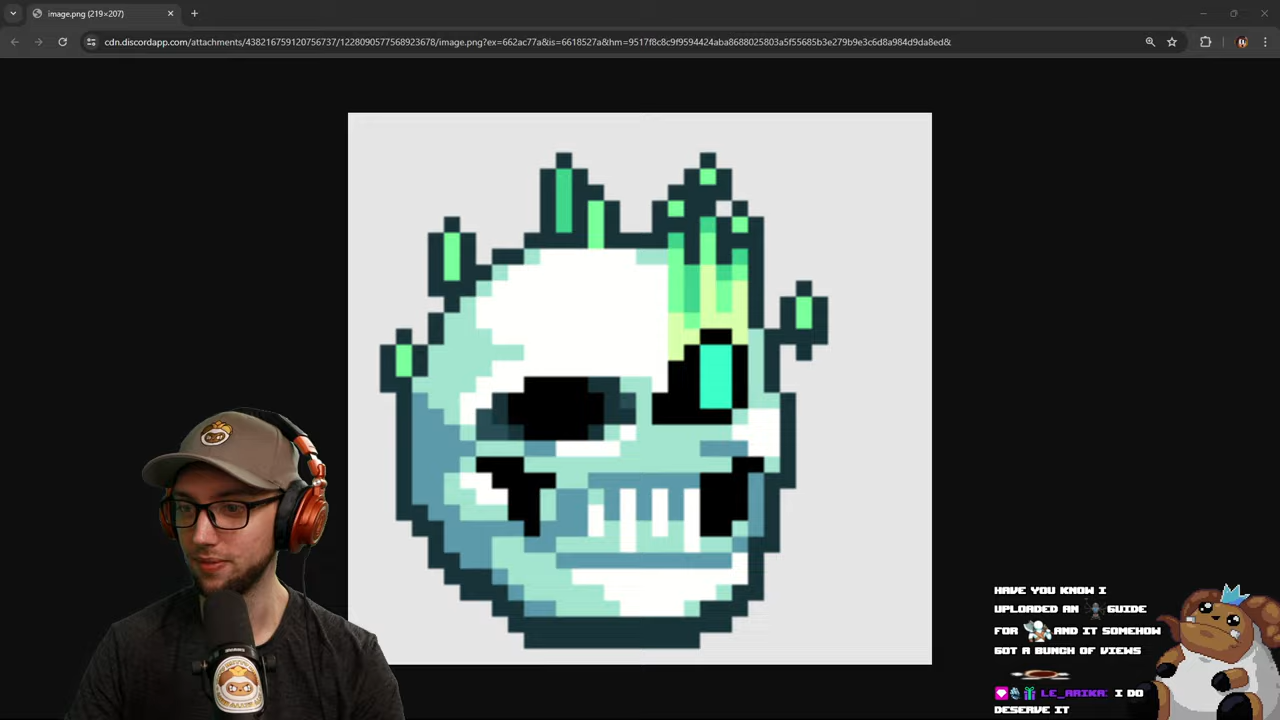 image.png (219×207)
cdn.discordapp.com/attachments/438216759120756737/1228090577568923678/image.png?ex=662ac77a&is=6618527a&hm=9517f8c8c9f9594424aba8688025803a5f55685b3e279b9e3c6d8a984d9da8ed&
HAVE YOU KNOW I
UPLOADED AN GUIDE
FOR AND IT SOMEHOW
GOT A BUNCH OF VIEWS
LE_ARIKA: I DO
DESERVE IT